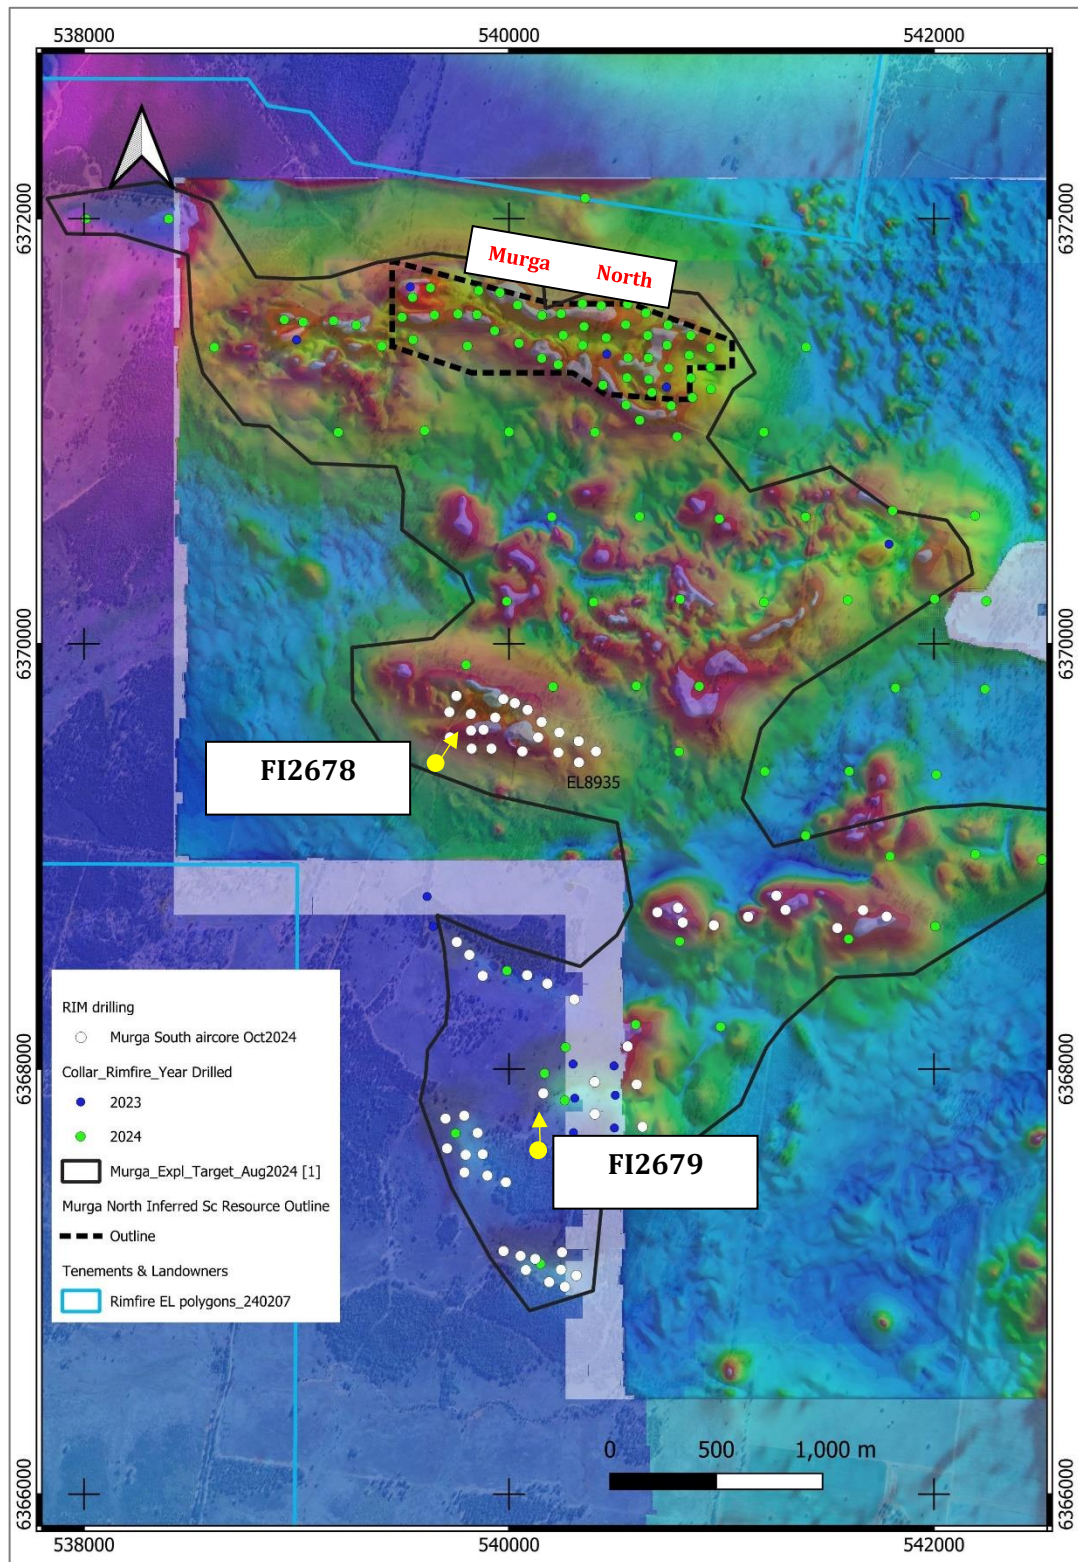 538000 540000 542000
6372000 6372000
Murga North
6370000 6370000
FI2678
EL8935
RIM drilling
Murga South aircore Oct2024
Collar_Rimfire_Year Drilled
2023
2024
Murga_Expl_Target_Aug2024 [1]
Murga North Inferred Sc Resource Outline
Outline
Tenements & Landowners
Rimfire EL polygons_240207
6368000 6368000
FI2679
0 500 1,000 m
6366000 6366000
538000 540000 542000